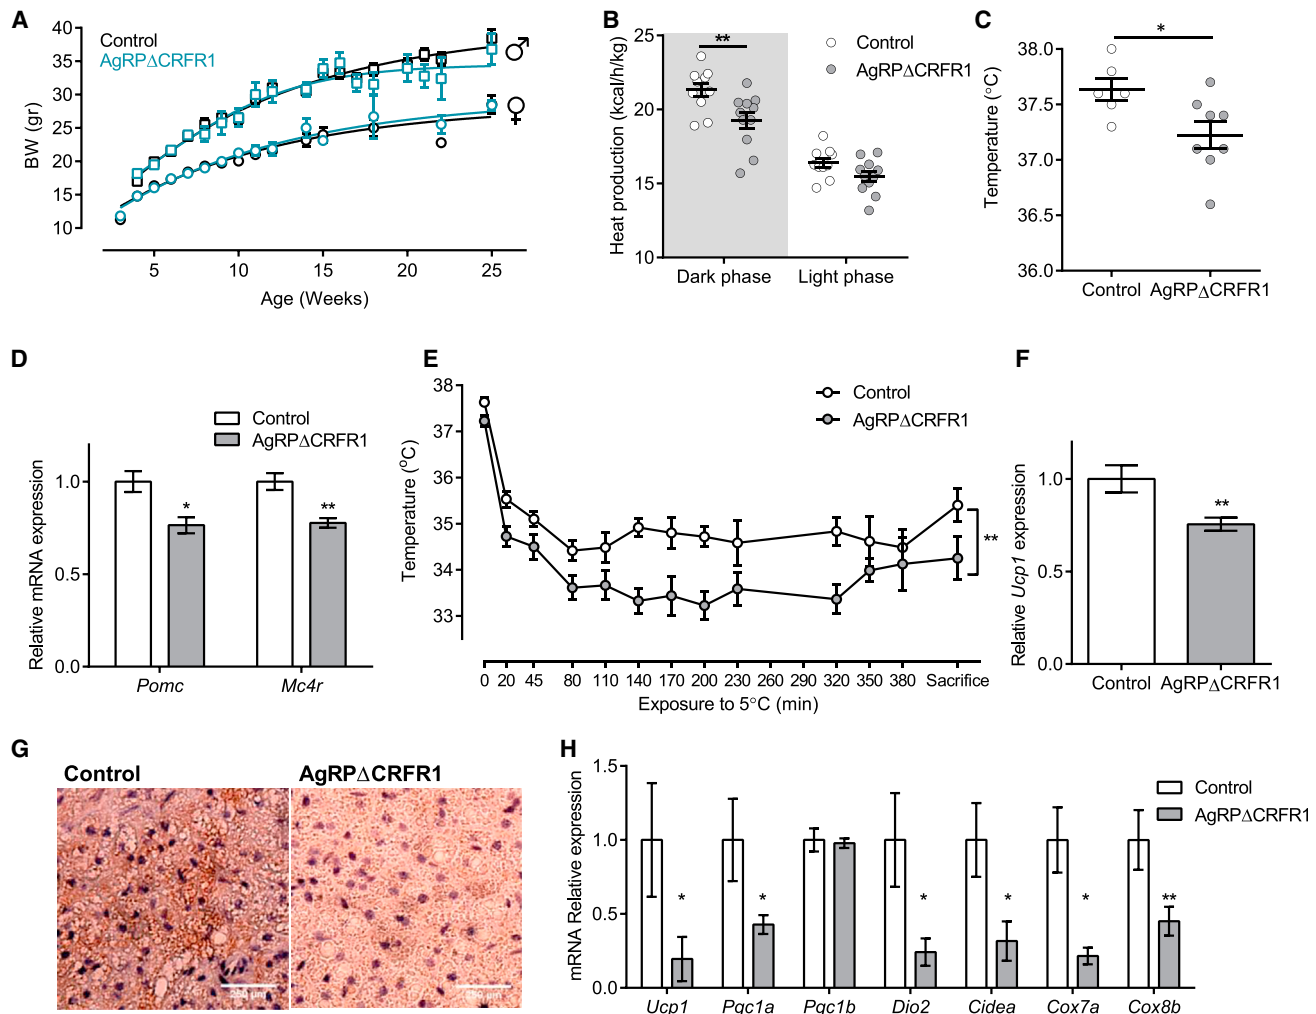 A
Control
AgRPΔCRFR1
BW (gr)
40
35
30
25
20
15
10
5
10
15
20
25
Age (Weeks)
♂
♀
B
Heat production (kcal/h/kg)
25
20
15
10
**
Control
AgRPΔCRFR1
Dark phase
Light phase
C
Temperature (°C)
38.0
37.5
37.0
36.5
36.0
*
Control
AgRPΔCRFR1
D
Control
AgRPΔCRFR1
Relative mRNA expression
1.0
0.5
0.0
*
**
Pomc
Mc4r
E
Temperature (°C)
38
37
36
35
34
33
Control
AgRPΔCRFR1
**
0 20 45 80 110 140 170 200 230 260 290 320 350 380 Sacrifice
Exposure to 5°C (min)
F
Relative Ucp1 expression
1.0
0.5
0.0
**
Control
AgRPΔCRFR1
G
Control
AgRPΔCRFR1
250 µm
250 µm
H
mRNA Relative expression
1.5
1.0
0.5
0.0
Control
AgRPΔCRFR1
* * * * * **
Ucp1 Pgc1a Pgc1b Dio2 Cidea Cox7a Cox8b